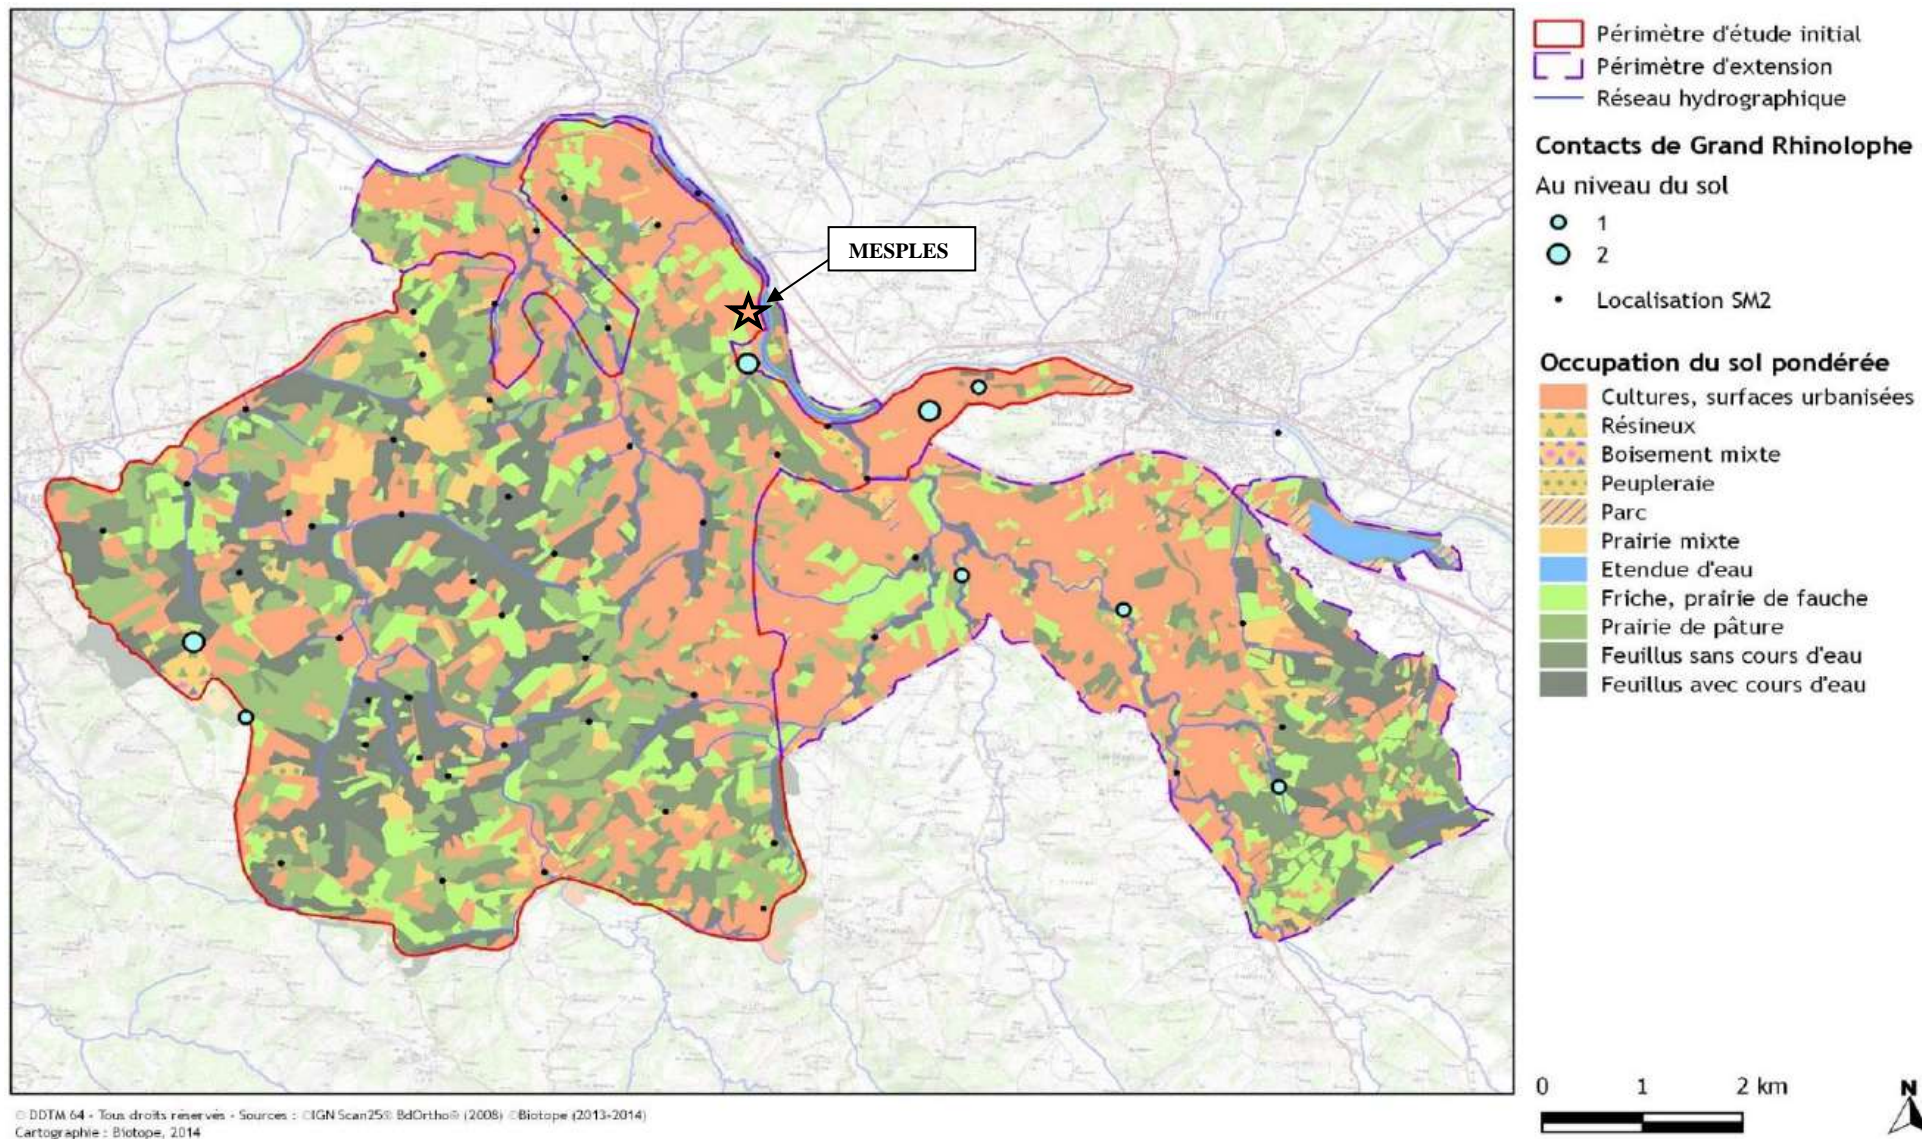 MESPLES
Périmètre d'étude initial
Périmètre d'extension
Réseau hydrographique
Contacts de Grand Rhinolophe
Au niveau du sol
1
2
Localisation SM2
Occupation du sol pondérée
Cultures, surfaces urbanisées
Résineux
Boisement mixte
Peupleraie
Parc
Prairie mixte
Etendue d'eau
Friche, prairie de fauche
Prairie de pâture
Feuillus sans cours d'eau
Feuillus avec cours d'eau
0 1 2 km
N
© DDTM 64 - Tous droits réservés - Sources : ©IGN Scan25® BdOrtho® (2008) ©Biotope (2013-2014)
Cartographie : Biotope, 2014